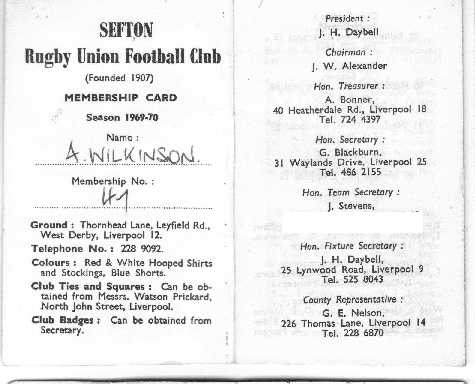 SEFTON
Rugby Union Football Club
(Founded 1907)
MEMBERSHIP CARD
Season 1969-70
Name :
A. WILKINSON.
Membership No. :
41
Ground : Thornhead Lane, Leyfield Rd.,
West Derby, Liverpool 12.
Telephone No. : 228 9092.
Colours : Red & White Hooped Shirts
and Stockings, Blue Shorts.
Club Ties and Squares : Can be ob-
tained from Messrs. Watson Prickard,
North John Street, Liverpool.
Club Badges : Can be obtained from
Secretary.
President :
J. H. Daybell
Chairman :
J. W. Alexander
Hon. Treasurer :
A. Bonner,
40 Heatherdale Rd., Liverpool 18
Tel. 724 4397
Hon. Secretary :
G. Blackburn,
31 Waylands Drive, Liverpool 25
Tel. 486 2155
Hon. Team Secretary :
J. Stevens,
Hon. Fixture Secretary :
J. H. Daybell,
25 Lynwood Road, Liverpool 9
Tel. 525 8043
County Representative :
G. E. Nelson,
226 Thomas Lane, Liverpool 14
Tel. 228 6870